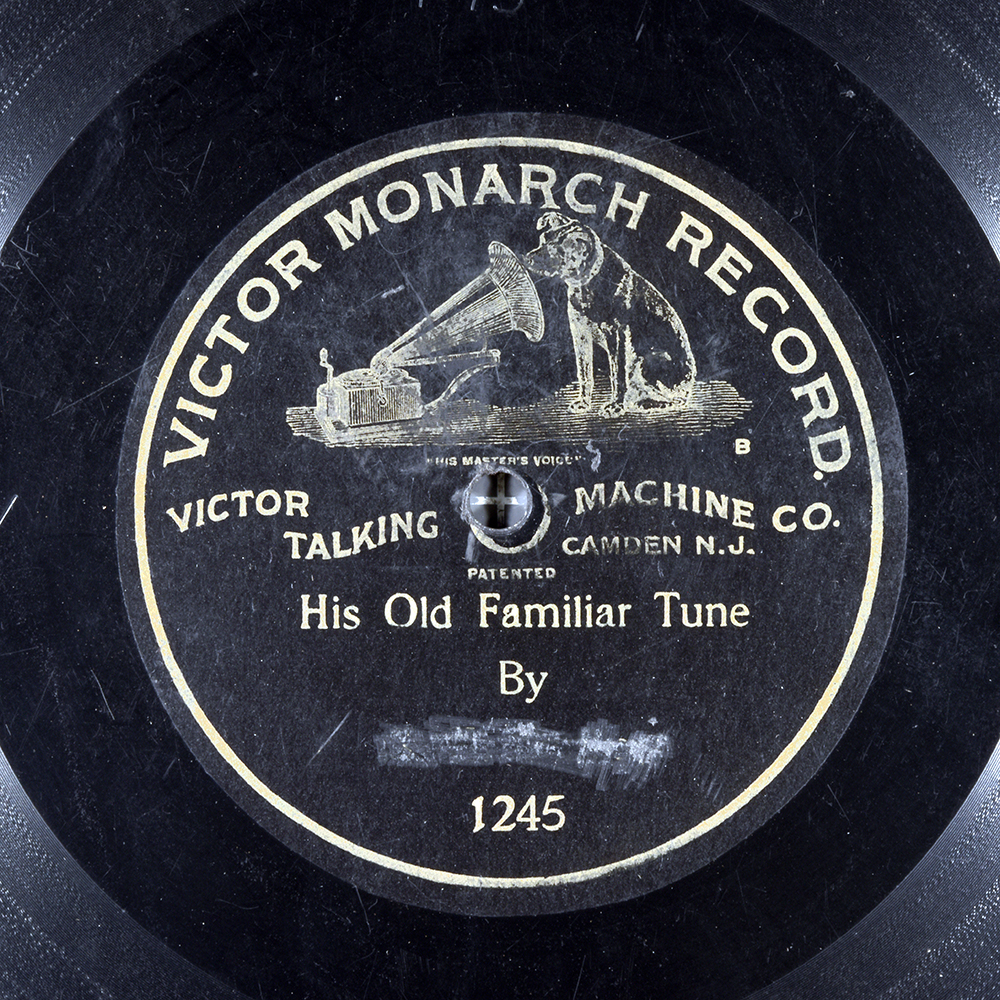 VICTOR MONARCH RECORD.
"HIS MASTER'S VOICE"
B
VICTOR TALKING MACHINE CO.
CAMDEN N.J.
PATENTED
His Old Familiar Tune
By
1245